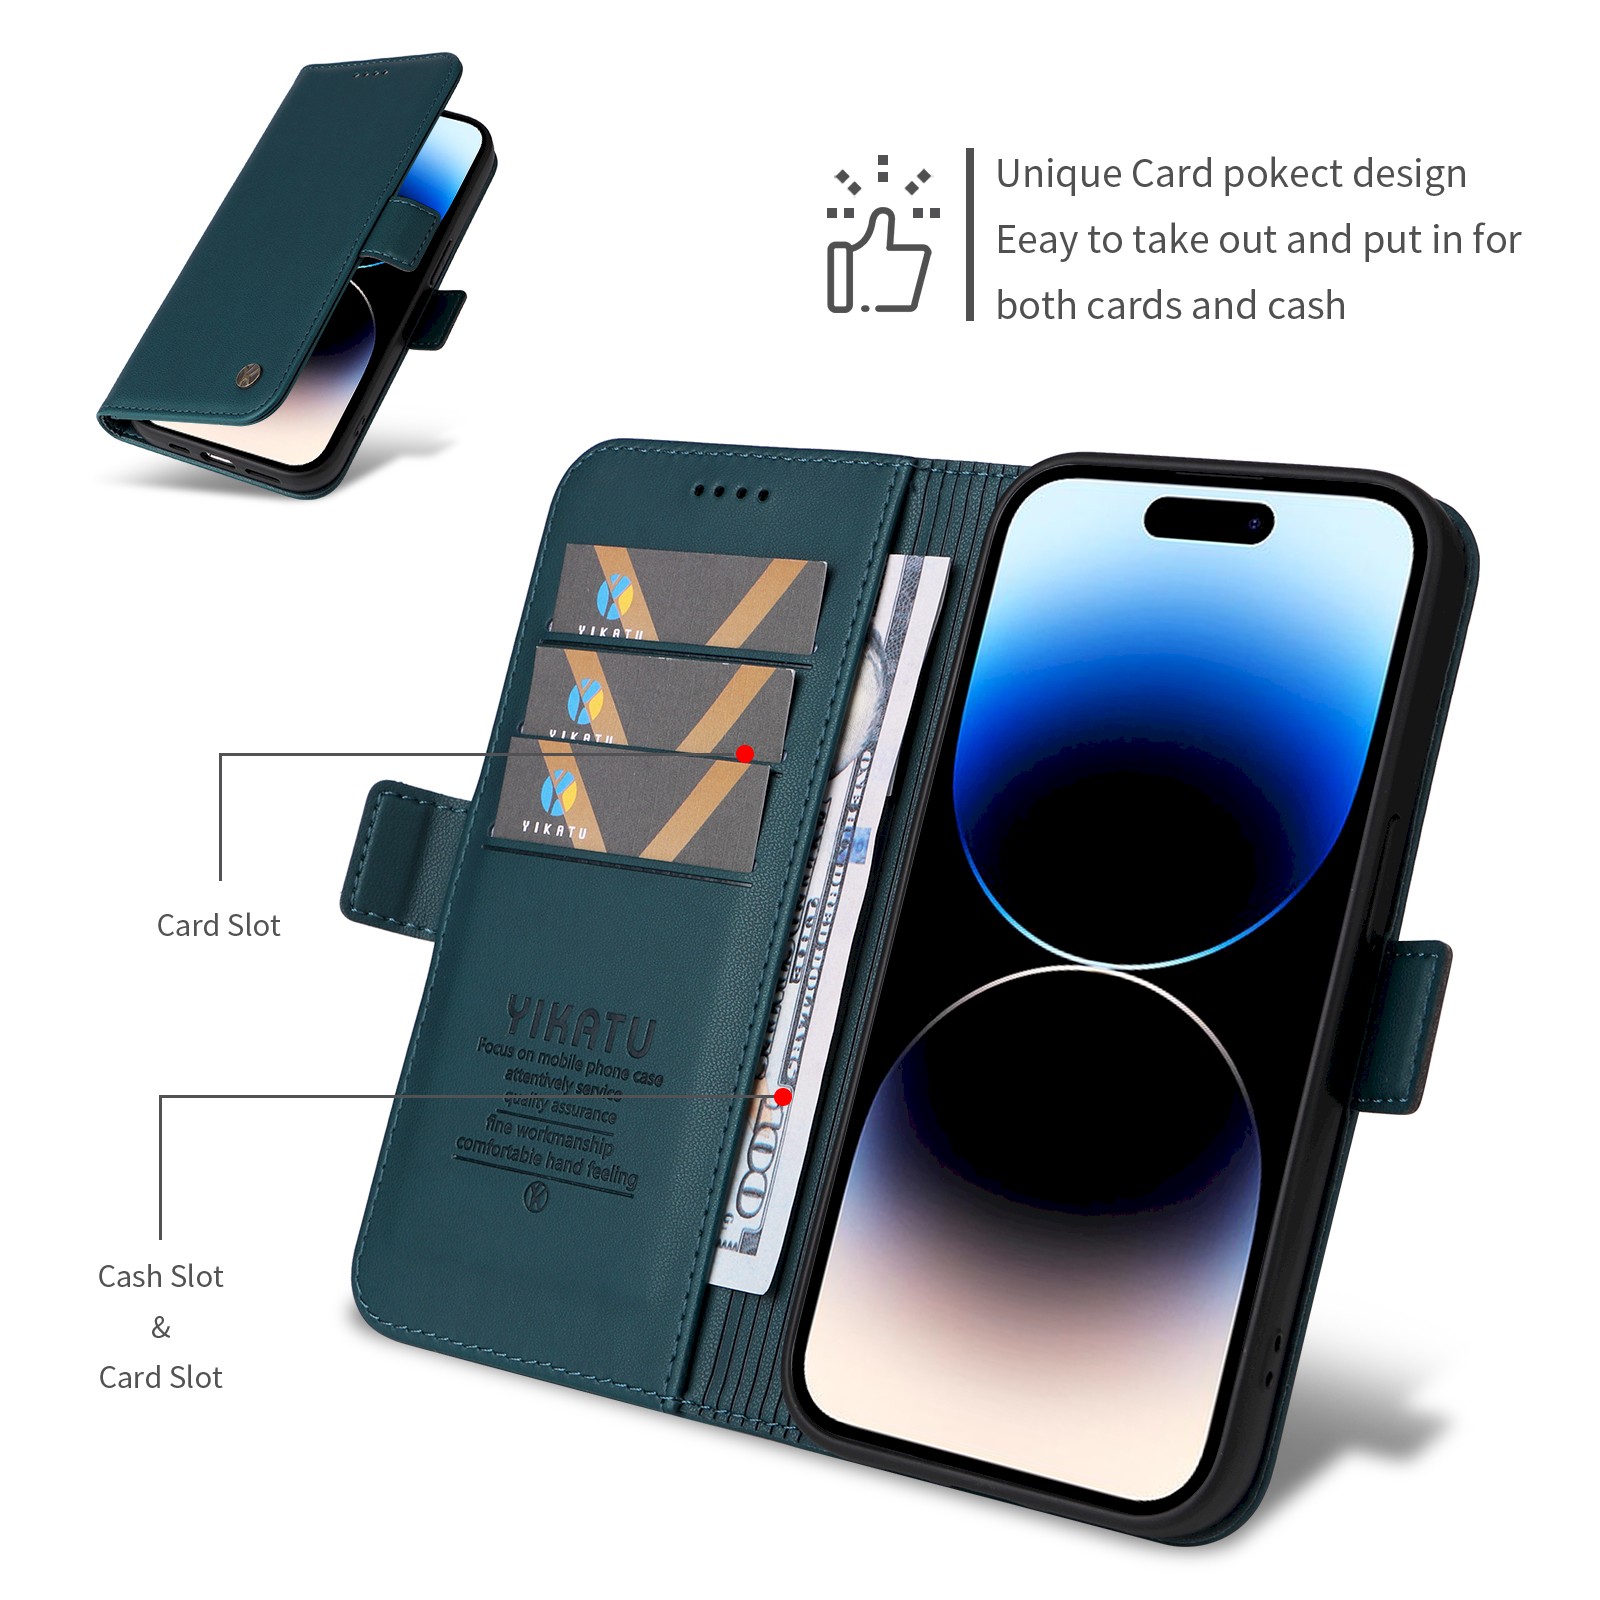 Unique Card pokect design
Eeay to take out and put in for
both cards and cash
YIKATU
YIKATU
YIKATU
Card Slot
YIKATU
Focus on mobile phone case
attentively service
quality assurance
fine workmanship
comfortable hand feeling
100
Cash Slot
&
Card Slot